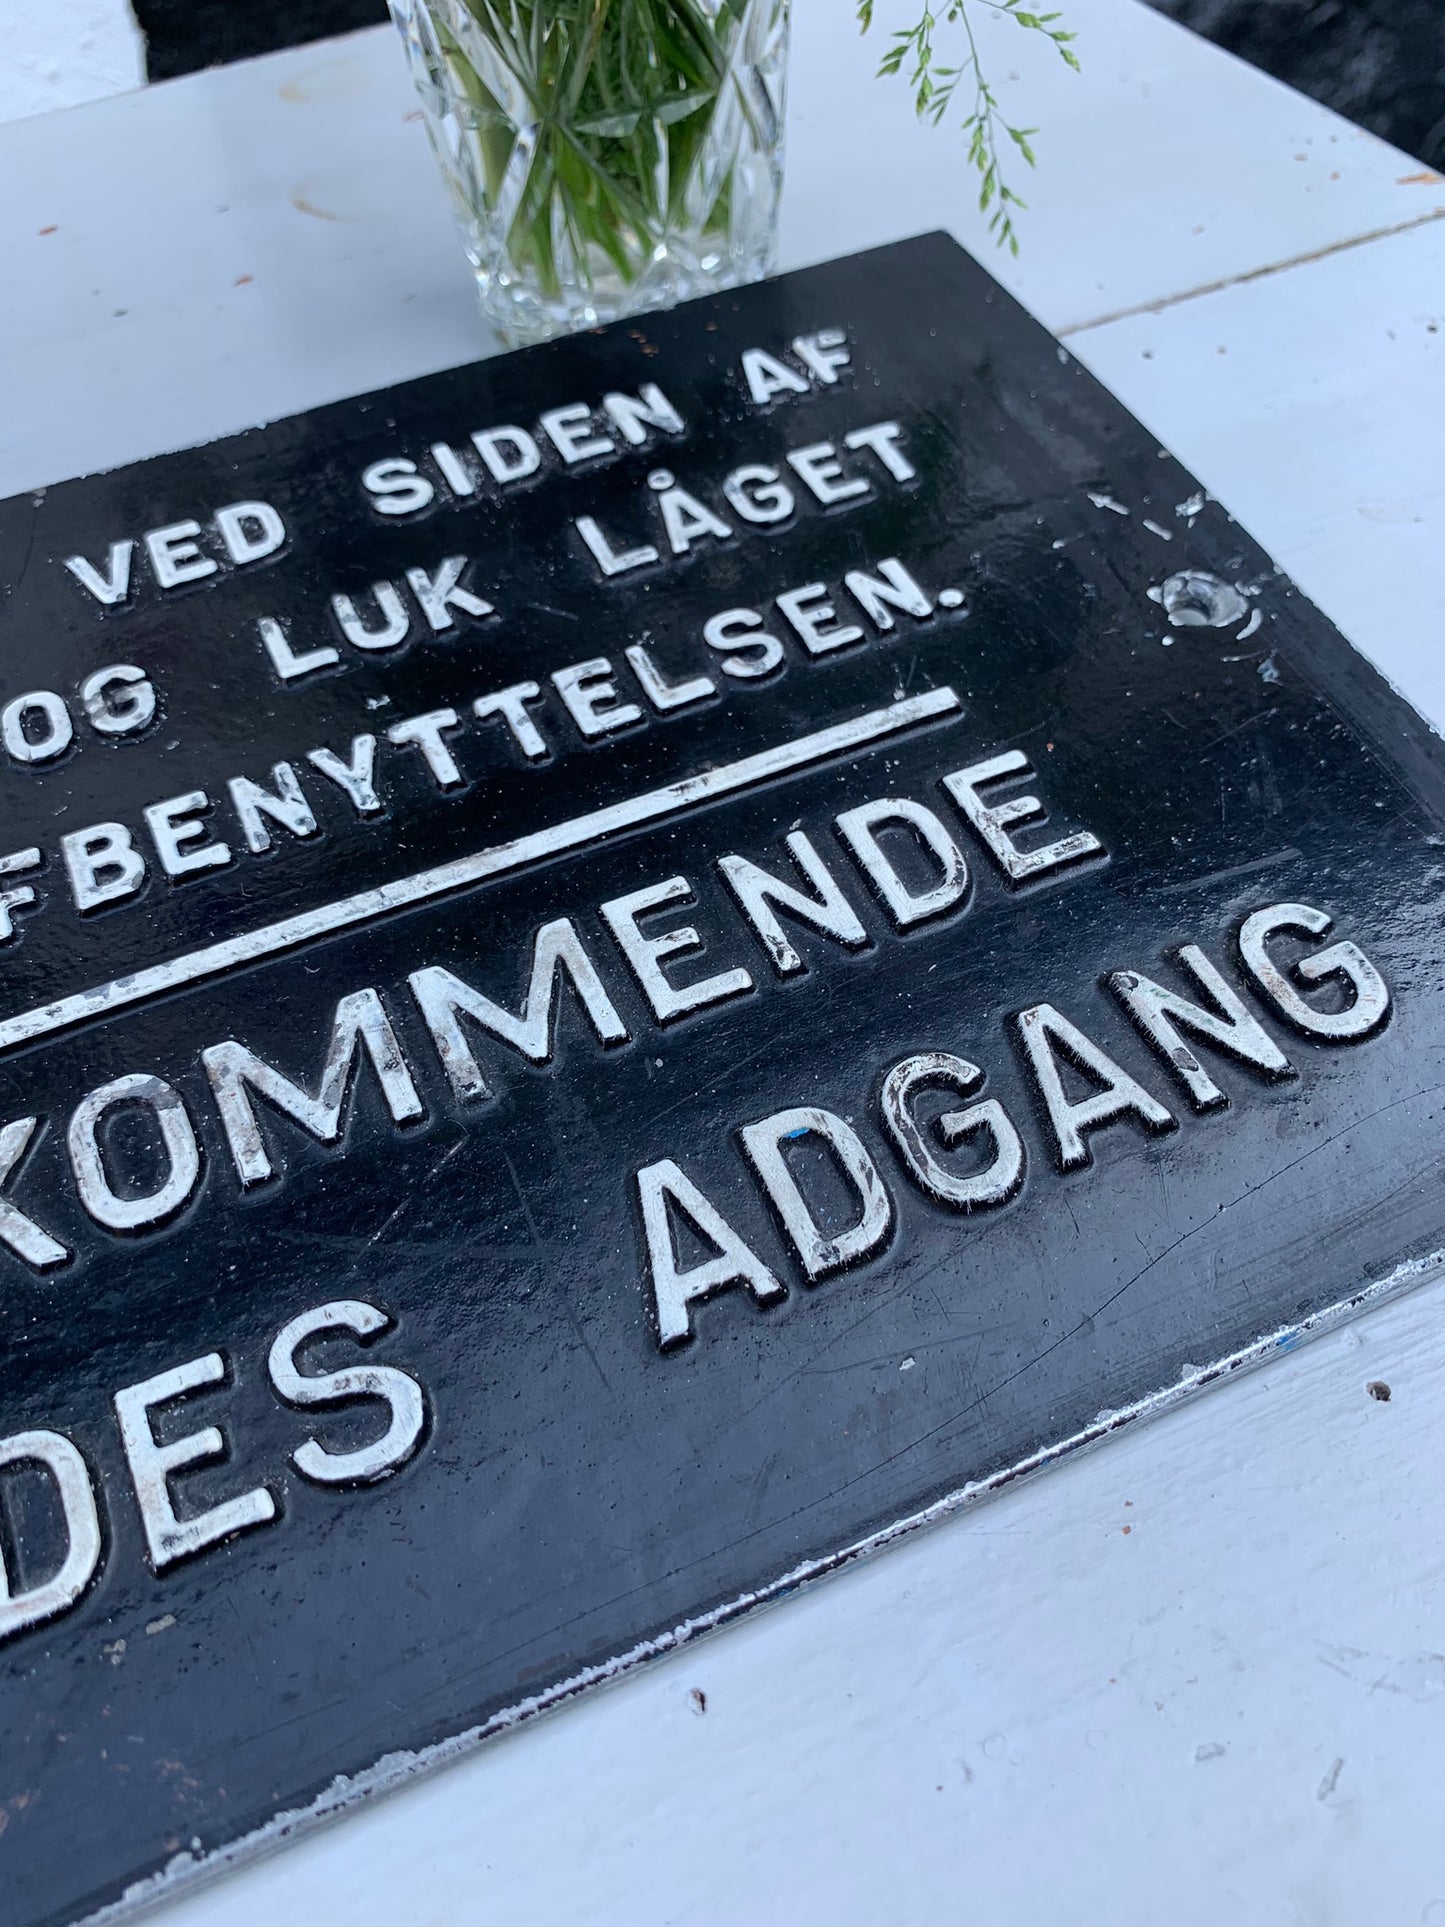 VED SIDEN AF
OG LUK LÅGET
FBENYTTELSEN.
KOMMENDE
DES ADGANG